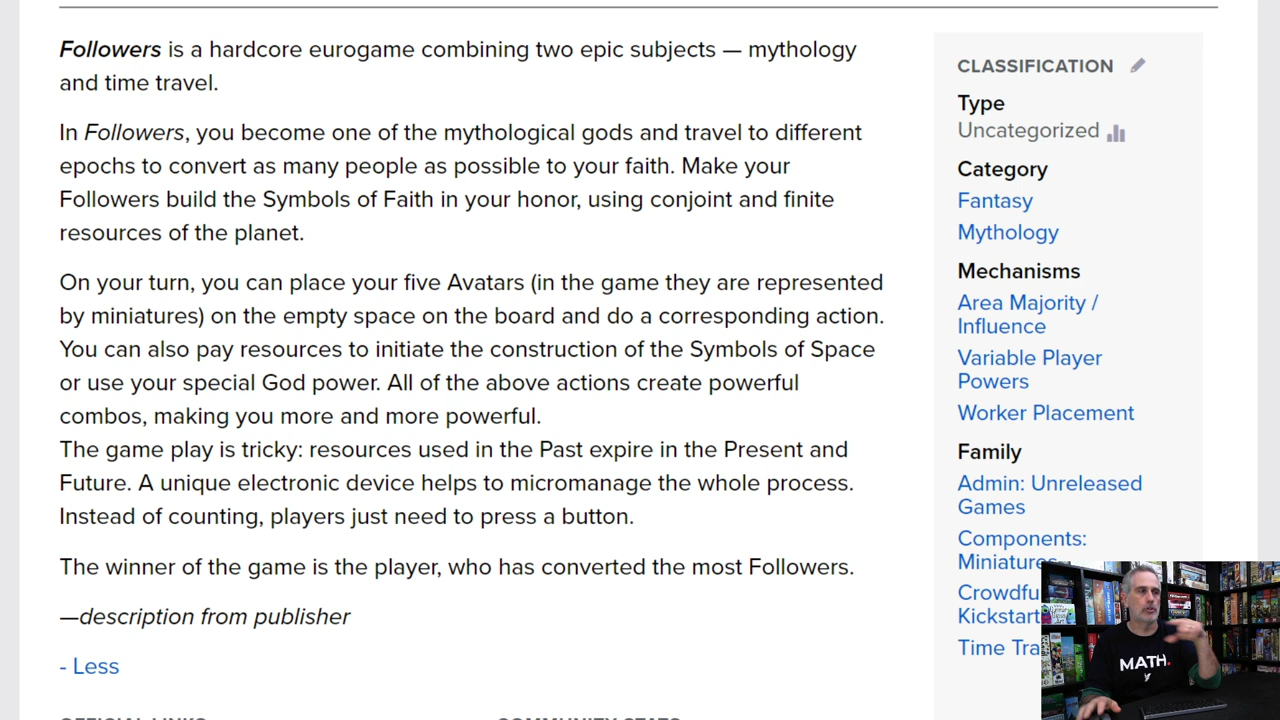 Followers is a hardcore eurogame combining two epic subjects — mythology
and time travel.
In Followers, you become one of the mythological gods and travel to different
epochs to convert as many people as possible to your faith. Make your
Followers build the Symbols of Faith in your honor, using conjoint and finite
resources of the planet.
On your turn, you can place your five Avatars (in the game they are represented
by miniatures) on the empty space on the board and do a corresponding action.
You can also pay resources to initiate the construction of the Symbols of Space
or use your special God power. All of the above actions create powerful
combos, making you more and more powerful.
The game play is tricky: resources used in the Past expire in the Present and
Future. A unique electronic device helps to micromanage the whole process.
Instead of counting, players just need to press a button.
The winner of the game is the player, who has converted the most Followers.
—description from publisher
- Less
OFFICIAL LINKS
COMMUNITY STATS
CLASSIFICATION
Type
Uncategorized
Category
Fantasy
Mythology
Mechanisms
Area Majority /
Influence
Variable Player
Powers
Worker Placement
Family
Admin: Unreleased
Games
Components:
Miniatures
Crowdfu
Kickstart
Time Tra
MATH.